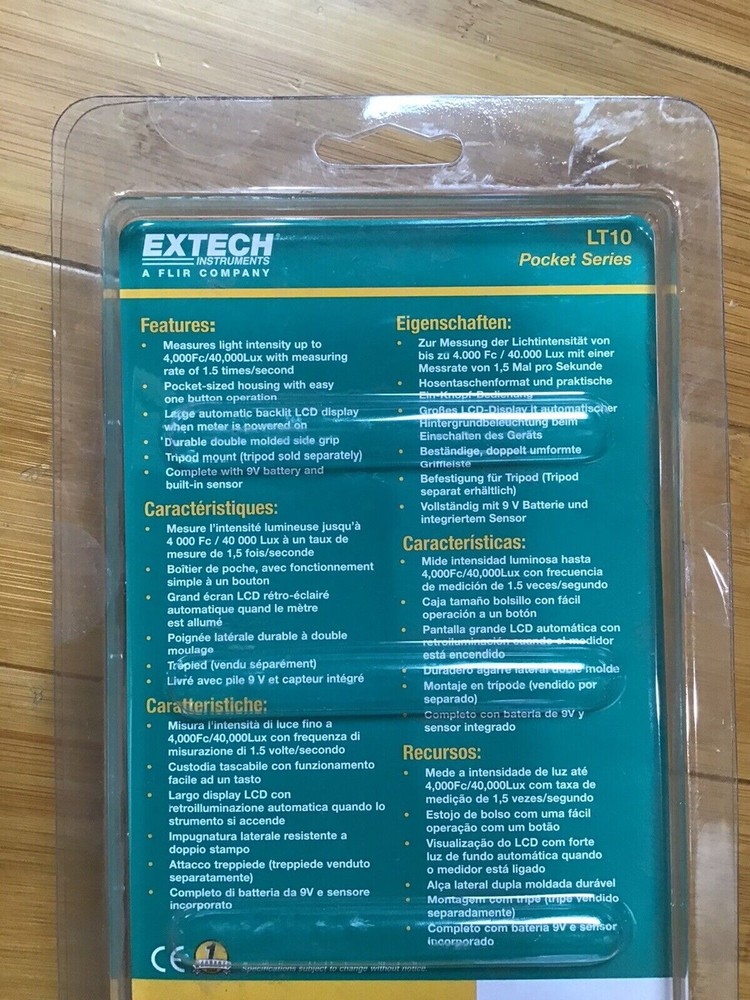 EXTECH
INSTRUMENTS
A FLIR COMPANY
LT10
Pocket Series
Features:
• Measures light intensity up to
4,000Fc/40,000Lux with measuring
rate of 1.5 times/second
• Pocket-sized housing with easy
one button operation
• Large automatic backlit LCD display
when meter is powered on
• Durable double molded side grip
• Tripod mount (tripod sold separately)
• Complete with 9V battery and
built-in sensor
Caractéristiques:
• Mesure l'intensité lumineuse jusqu'à
4 000 Fc / 40 000 Lux à un taux de
mesure de 1,5 fois/seconde
• Boîtier de poche, avec fonctionnement
simple à un bouton
• Grand écran LCD rétro-éclairé
automatique quand le mètre
est allumé
• Poignée latérale durable à double
moulage
• Trépied (vendu séparément)
• Livré avec pile 9 V et capteur intégré
Caratteristiche:
• Misura l'intensità di luce fino a
4,000Fc/40,000Lux con frequenza di
misurazione di 1.5 volte/secondo
• Custodia tascabile con funzionamento
facile ad un tasto
• Largo display LCD con
retroilluminazione automatica quando lo
strumento si accende
• Impugnatura laterale resistente a
doppio stampo
• Attacco treppiede (treppiede venduto
separatamente)
• Completo di batteria da 9V e sensore
incorporato
Eigenschaften:
• Zur Messung der Lichtintensität von
bis zu 4.000 Fc / 40.000 Lux mit einer
Messrate von 1,5 Mal pro Sekunde
• Hosentaschenformat und praktische
Ein-Knopf-Bedienung
• Großes LCD-Display it automatischer
Hintergrundbeleuchtung beim
Einschalten des Geräts
• Beständige, doppelt umformte
Griffleiste
• Befestigung für Tripod (Tripod
separat erhältlich)
• Vollständig mit 9 V Batterie und
integriertem Sensor
Características:
• Mide intensidad luminosa hasta
4,000Fc/40,000Lux con frecuencia
de medición de 1.5 veces/segundo
• Caja tamaño bolsillo con fácil
operación a un botón
• Pantalla grande LCD automática con
retroiluminación cuando el medidor
está encendido
• Duradero agarre lateral doble molde
• Montaje en trípode (vendido por
separado)
• Completo con batería de 9V y
sensor integrado
Recursos:
• Mede a intensidade de luz até
4,000Fc/40,000Lux com taxa de
medição de 1,5 vezes/segundo
• Estojo de bolso com uma fácil
operação com um botão
• Visualização do LCD com forte
luz de fundo automática quando
o medidor está ligado
• Alça lateral dupla moldada durável
• Montagem com tripé (tripé vendido
separadamente)
• Completo com bateria 9V e sensor
incorporado
CE
1
Specifications subject to change without notice.